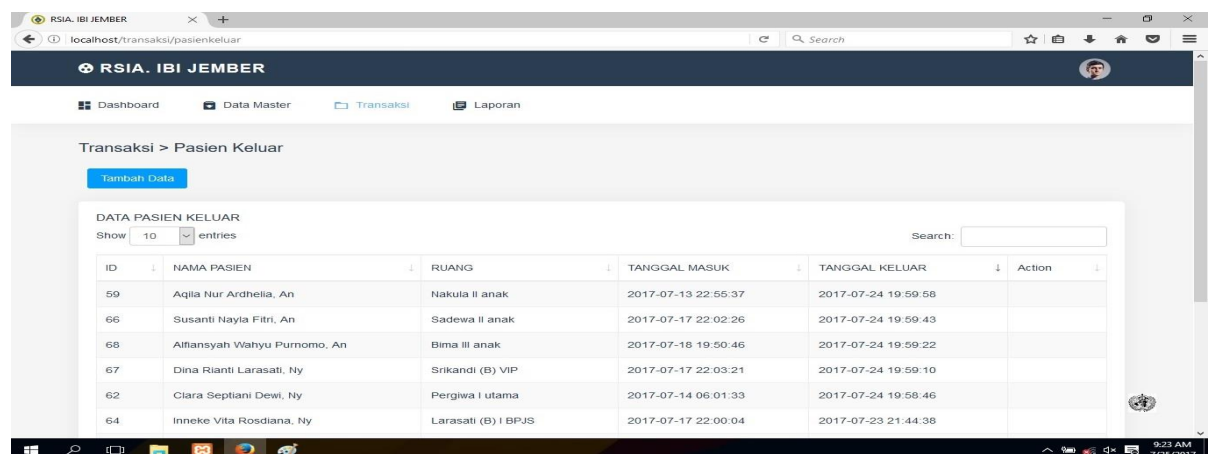 RSIA. IBI JEMBER
localhost/transaksi/pasienkeluar
Search
RSIA. IBI JEMBER
Dashboard Data Master Transaksi Laporan
Transaksi > Pasien Keluar
Tambah Data
DATA PASIEN KELUAR
Show 10 entries Search:
ID NAMA PASIEN RUANG TANGGAL MASUK TANGGAL KELUAR Action
59 Aqila Nur Ardhelia, An Nakula II anak 2017-07-13 22:55:37 2017-07-24 19:59:58
66 Susanti Nayla Fitri, An Sadewa II anak 2017-07-17 22:02:26 2017-07-24 19:59:43
68 Alfiansyah Wahyu Purnomo, An Bima III anak 2017-07-18 19:50:46 2017-07-24 19:59:22
67 Dina Rianti Larasati, Ny Srikandi (B) VIP 2017-07-17 22:03:21 2017-07-24 19:59:10
62 Clara Septiani Dewi, Ny Pergiwa I utama 2017-07-14 06:01:33 2017-07-24 19:58:46
64 Inneke Vita Rosdiana, Ny Larasati (B) I BPJS 2017-07-17 22:00:04 2017-07-23 21:44:38
9:23 AM
7/25/2017